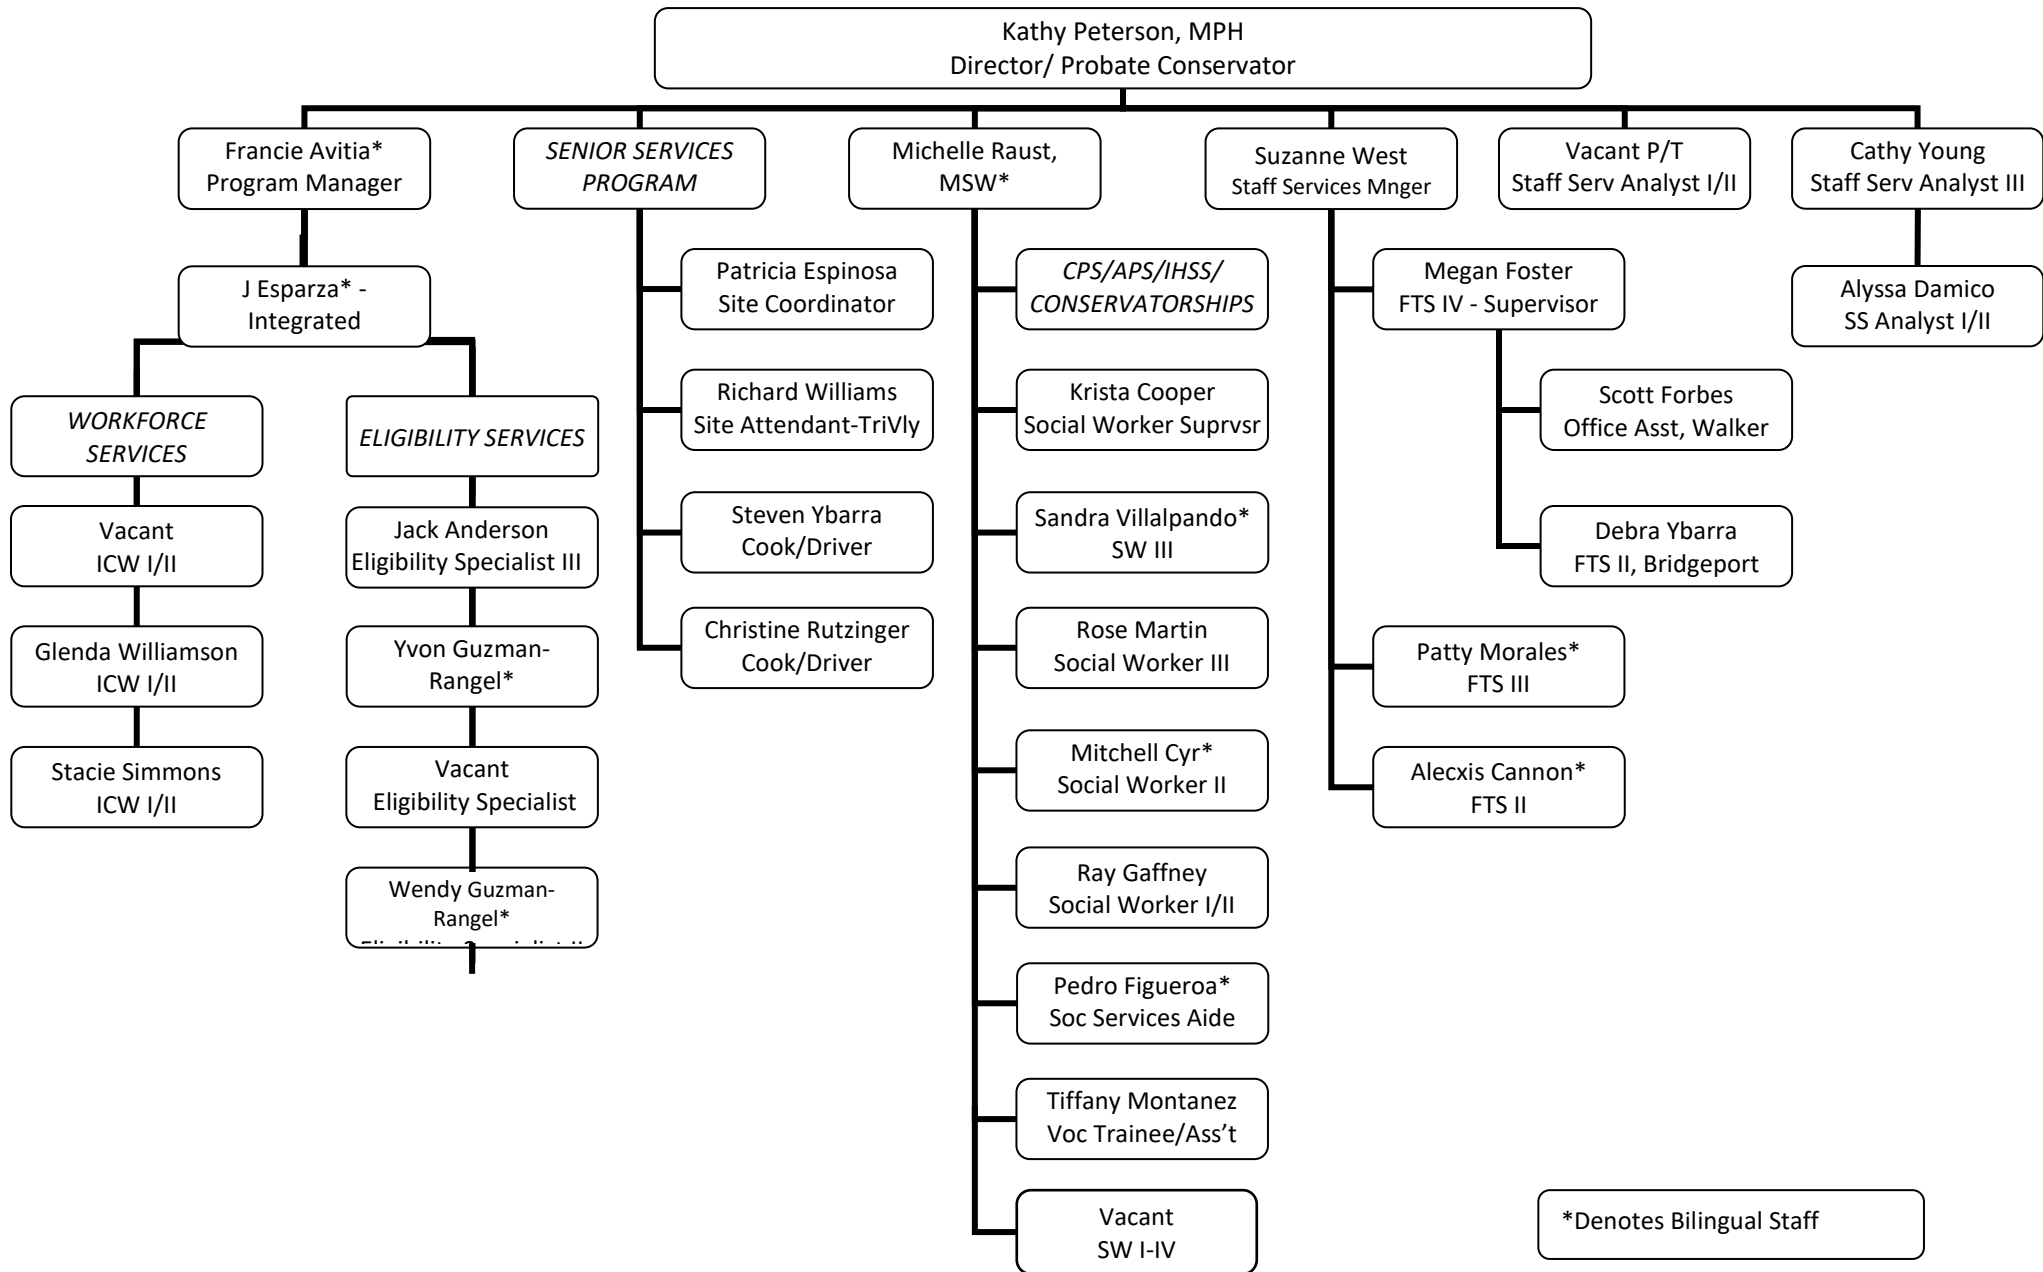 Kathy Peterson, MPH
Director/ Probate Conservator
Francie Avitia*
Program Manager
SENIOR SERVICES
PROGRAM
Michelle Raust,
MSW*
Suzanne West
Staff Services Mnger
Vacant P/T
Staff Serv Analyst I/II
Cathy Young
Staff Serv Analyst III
J Esparza* -
Integrated
WORKFORCE
SERVICES
Vacant
ICW I/II
Glenda Williamson
ICW I/II
Stacie Simmons
ICW I/II
ELIGIBILITY SERVICES
Jack Anderson
Eligibility Specialist III
Yvon Guzman-
Rangel*
Vacant
Eligibility Specialist
Wendy Guzman-
Rangel*
Patricia Espinosa
Site Coordinator
Richard Williams
Site Attendant-TriVly
Steven Ybarra
Cook/Driver
Christine Rutzinger
Cook/Driver
CPS/APS/IHSS/
CONSERVATORSHIPS
Krista Cooper
Social Worker Suprvsr
Sandra Villalpando*
SW III
Rose Martin
Social Worker III
Mitchell Cyr*
Social Worker II
Ray Gaffney
Social Worker I/II
Pedro Figueroa*
Soc Services Aide
Tiffany Montanez
Voc Trainee/Ass’t
Vacant
SW I-IV
Megan Foster
FTS IV - Supervisor
Scott Forbes
Office Asst, Walker
Debra Ybarra
FTS II, Bridgeport
Patty Morales*
FTS III
Alecxis Cannon*
FTS II
Alyssa Damico
SS Analyst I/II
*Denotes Bilingual Staff